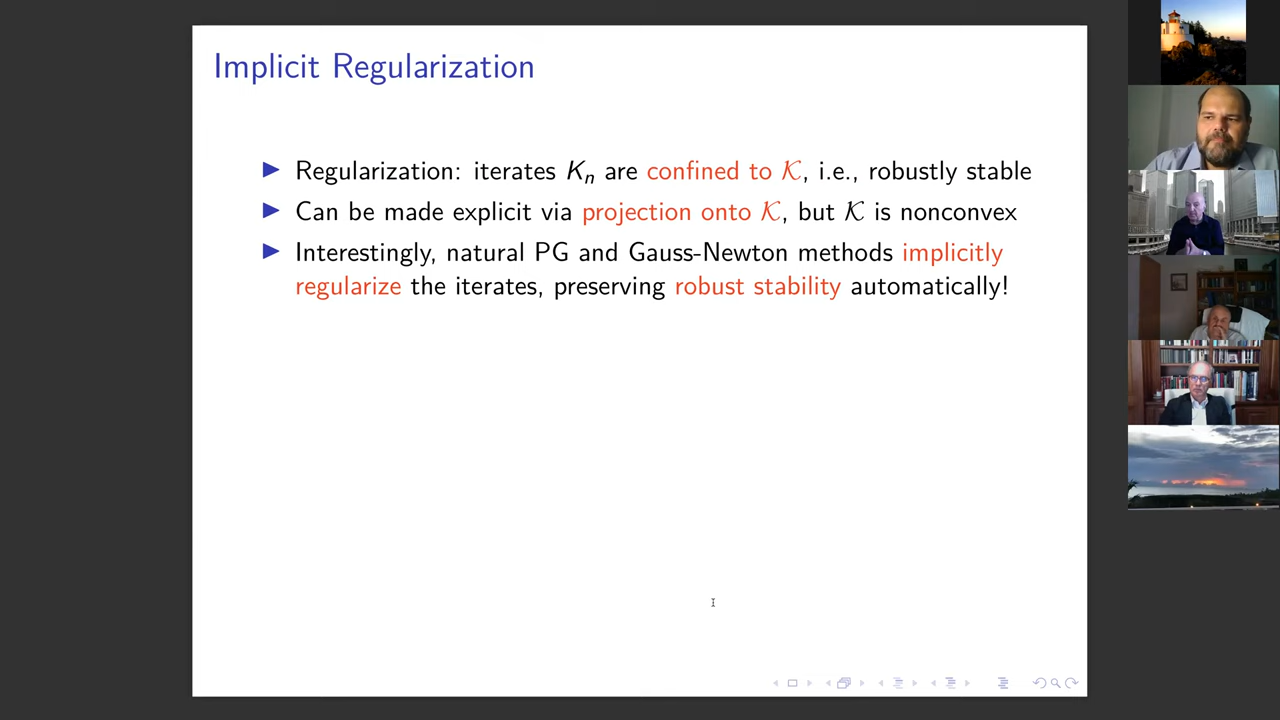 Implicit Regularization
▶ Regularization: iterates Kₙ are confined to 𝒦, i.e., robustly stable
▶ Can be made explicit via projection onto 𝒦, but 𝒦 is nonconvex
▶ Interestingly, natural PG and Gauss-Newton methods implicitly
regularize the iterates, preserving robust stability automatically!